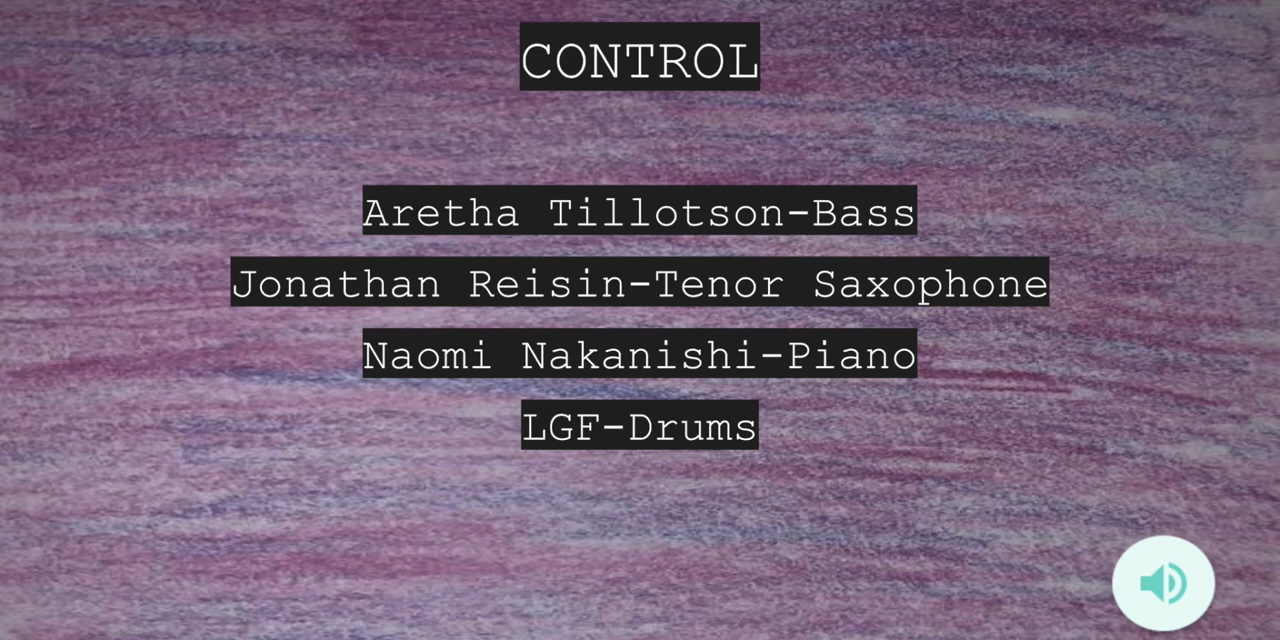 CONTROL
Aretha Tillotson-Bass
Jonathan Reisin-Tenor Saxophone
Naomi Nakanishi-Piano
LGF-Drums